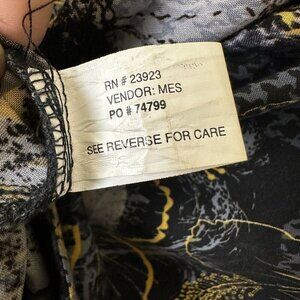 RN # 23923
VENDOR: MES
PO # 74799
SEE REVERSE FOR CARE